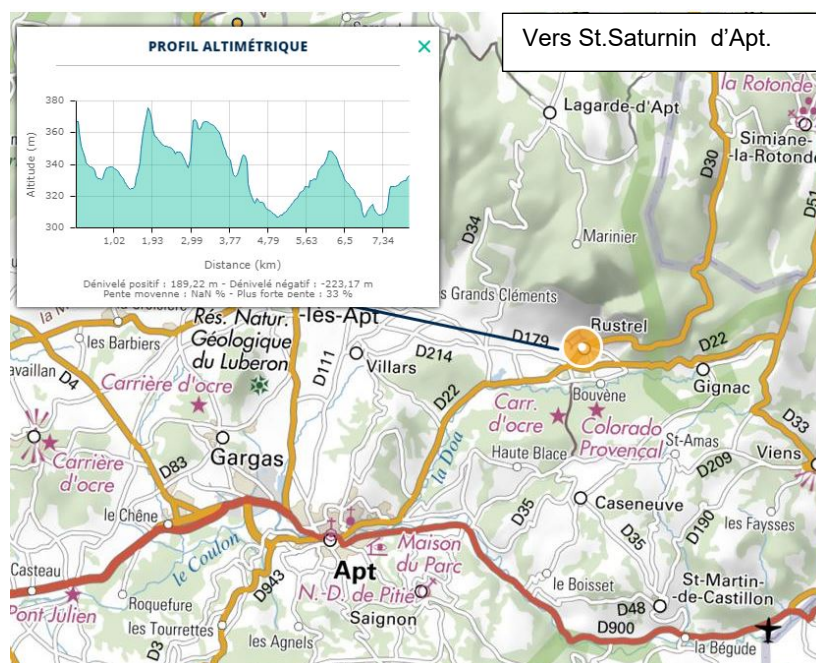 Vers St.Saturnin d'Apt.
PROFIL ALTIMÉTRIQUE
380
360
340
320
300
Altitude (m)
1,02
1,93
2,99
3,77
4,79
5,63
6,5
7,34
Distance (km)
Dénivelé positif : 189,22 m - Dénivelé négatif : -223,17 m
Pente moyenne : NaN % - Plus forte pente : 33 %
la Rotonde
Lagarde-d'Apt
Simiane-
-la-Rotonde
D30
D51
D34
Marinier
s Grands Cléments
-lès-Apt
Rés. Natur.
Géologique
du Luberon
les Barbiers
D179
Rustrel
D22
D214
D111
Villars
availlan
D4
Carrière d'ocre
Gignac
D22
Bouvène
Carr.
d'ocre
Colorado
Provençal
D33
Carrière
d'ocre
D83
Gargas
la Doa
Haute Blace
St-Amas
D209
Viens
le Chêne
D35
Caseneuve
D35
D190
les Fayssés
le Coulon
Maison
du Parc
Apt
N.-D. de Pitié
Casteau
D943
le Boisset
St-Martin-
-de-Castillon
Pont Julien
Roquefure
Saignon
D48
les Tourrettes
les Agnels
D3
D900
la Bégude